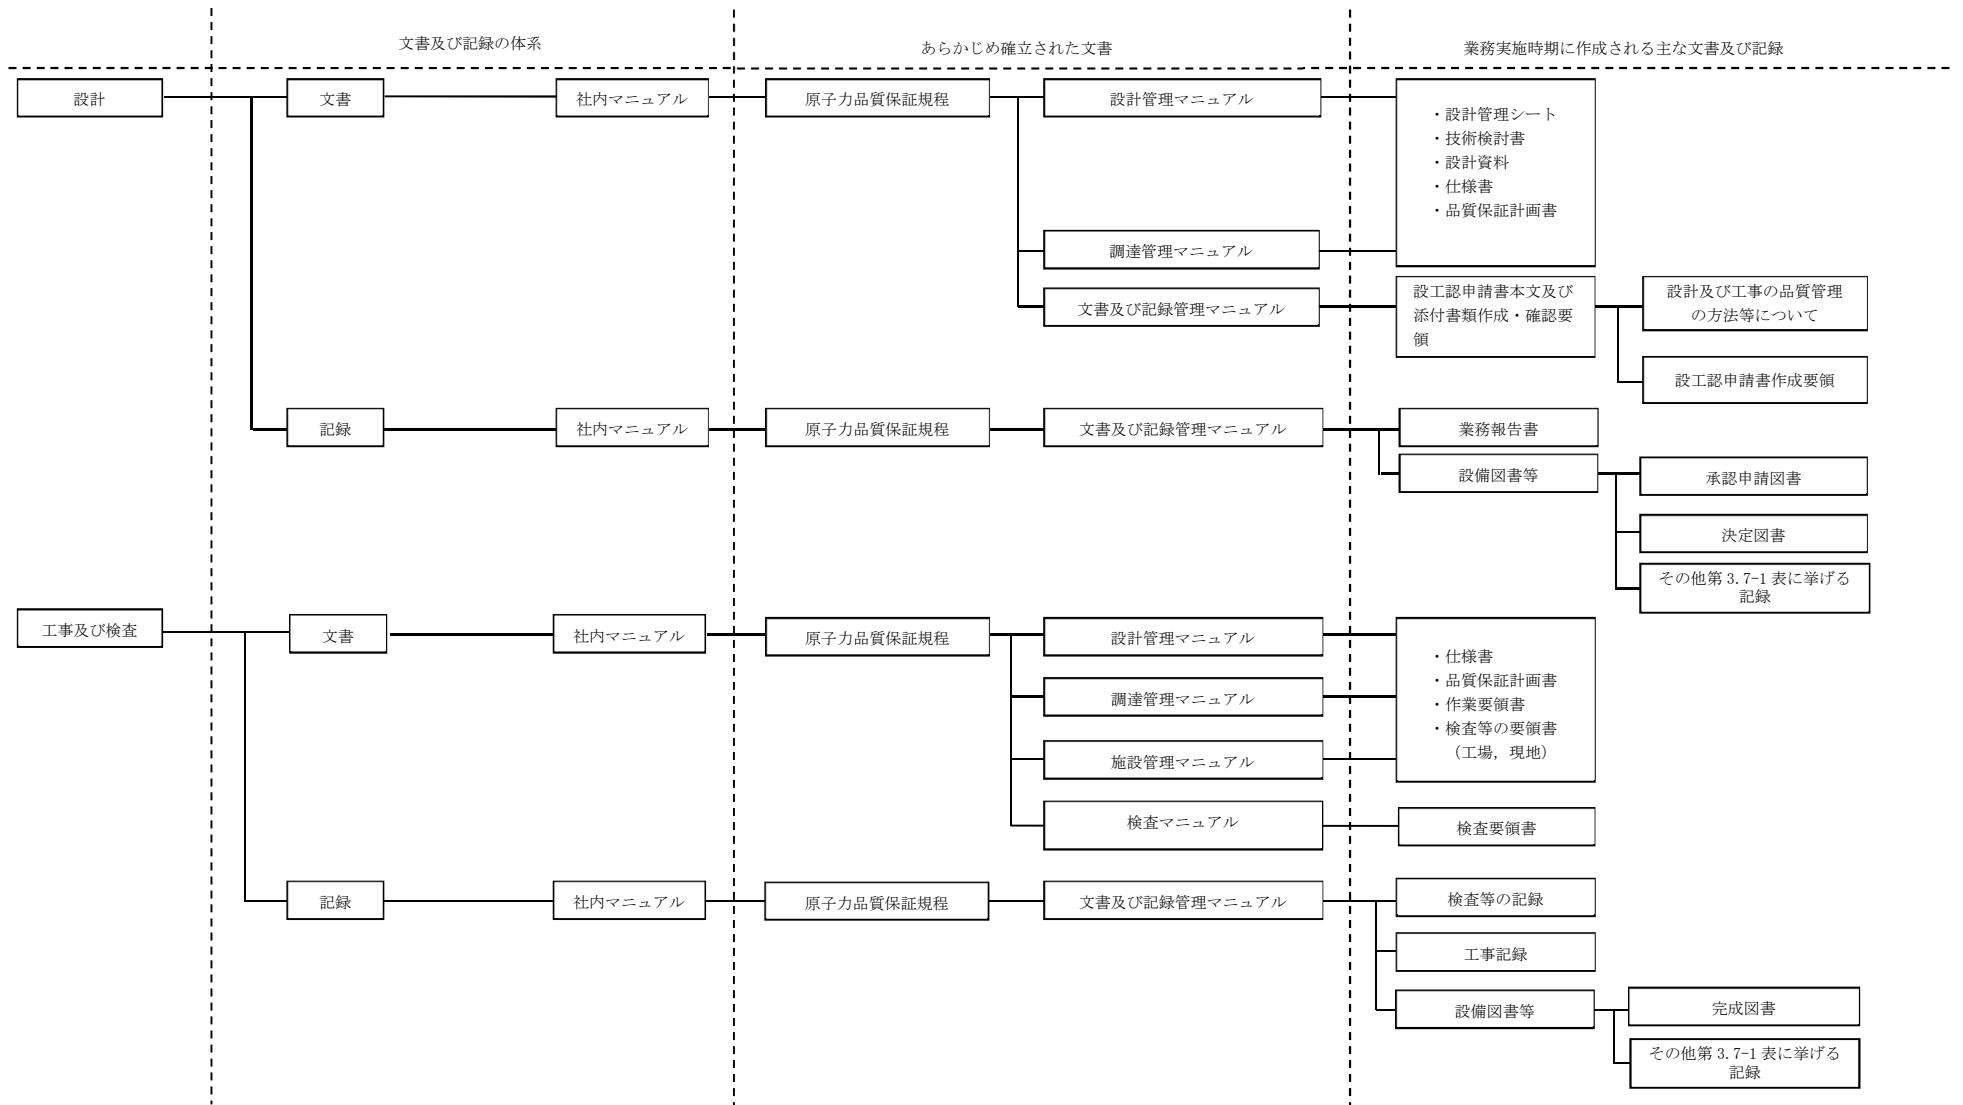 文書及び記録の体系
あらかじめ確立された文書
業務実施時期に作成される主な文書及び記録
設計
文書
社内マニュアル
原子力品質保証規程
設計管理マニュアル
・設計管理シート
・技術検討書
・設計資料
・仕様書
・品質保証計画書
調達管理マニュアル
文書及び記録管理マニュアル
設工認申請書本文及び
添付書類作成・確認要
領
設計及び工事の品質管理
の方法等について
設工認申請書作成要領
記録
社内マニュアル
原子力品質保証規程
文書及び記録管理マニュアル
業務報告書
設備図書等
承認申請図書
決定図書
その他第 3.7-1 表に挙げる
記録
工事及び検査
文書
社内マニュアル
原子力品質保証規程
設計管理マニュアル
・仕様書
・品質保証計画書
・作業要領書
・検査等の要領書
（工場，現地）
調達管理マニュアル
施設管理マニュアル
検査マニュアル
検査要領書
記録
社内マニュアル
原子力品質保証規程
文書及び記録管理マニュアル
検査等の記録
工事記録
設備図書等
完成図書
その他第 3.7-1 表に挙げる
記録